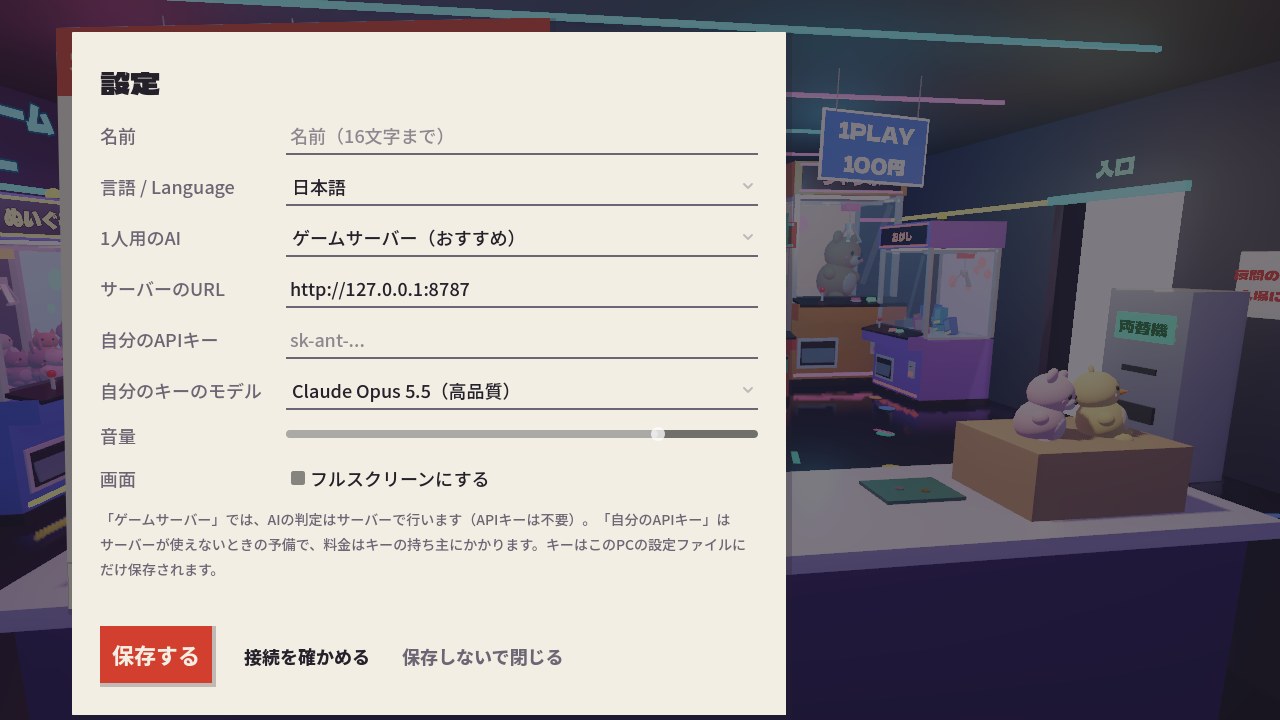 設定
名前
名前（16文字まで）
言語 / Language
日本語
1人用のAI
ゲームサーバー（おすすめ）
サーバーのURL
http://127.0.0.1:8787
自分のAPIキー
sk-ant-...
自分のキーのモデル
Claude Opus 5.5（高品質）
音量
画面
フルスクリーンにする
「ゲームサーバー」では、AIの判定はサーバーで行います（APIキーは不要）。「自分のAPIキー」は
サーバーが使えないときの予備で、料金はキーの持ち主にかかります。キーはこのPCの設定ファイルに
だけ保存されます。
保存する
接続を確かめる
保存しないで閉じる
ーム
ぬいぐ
1PLAY
100円
おがし
入口
両替機